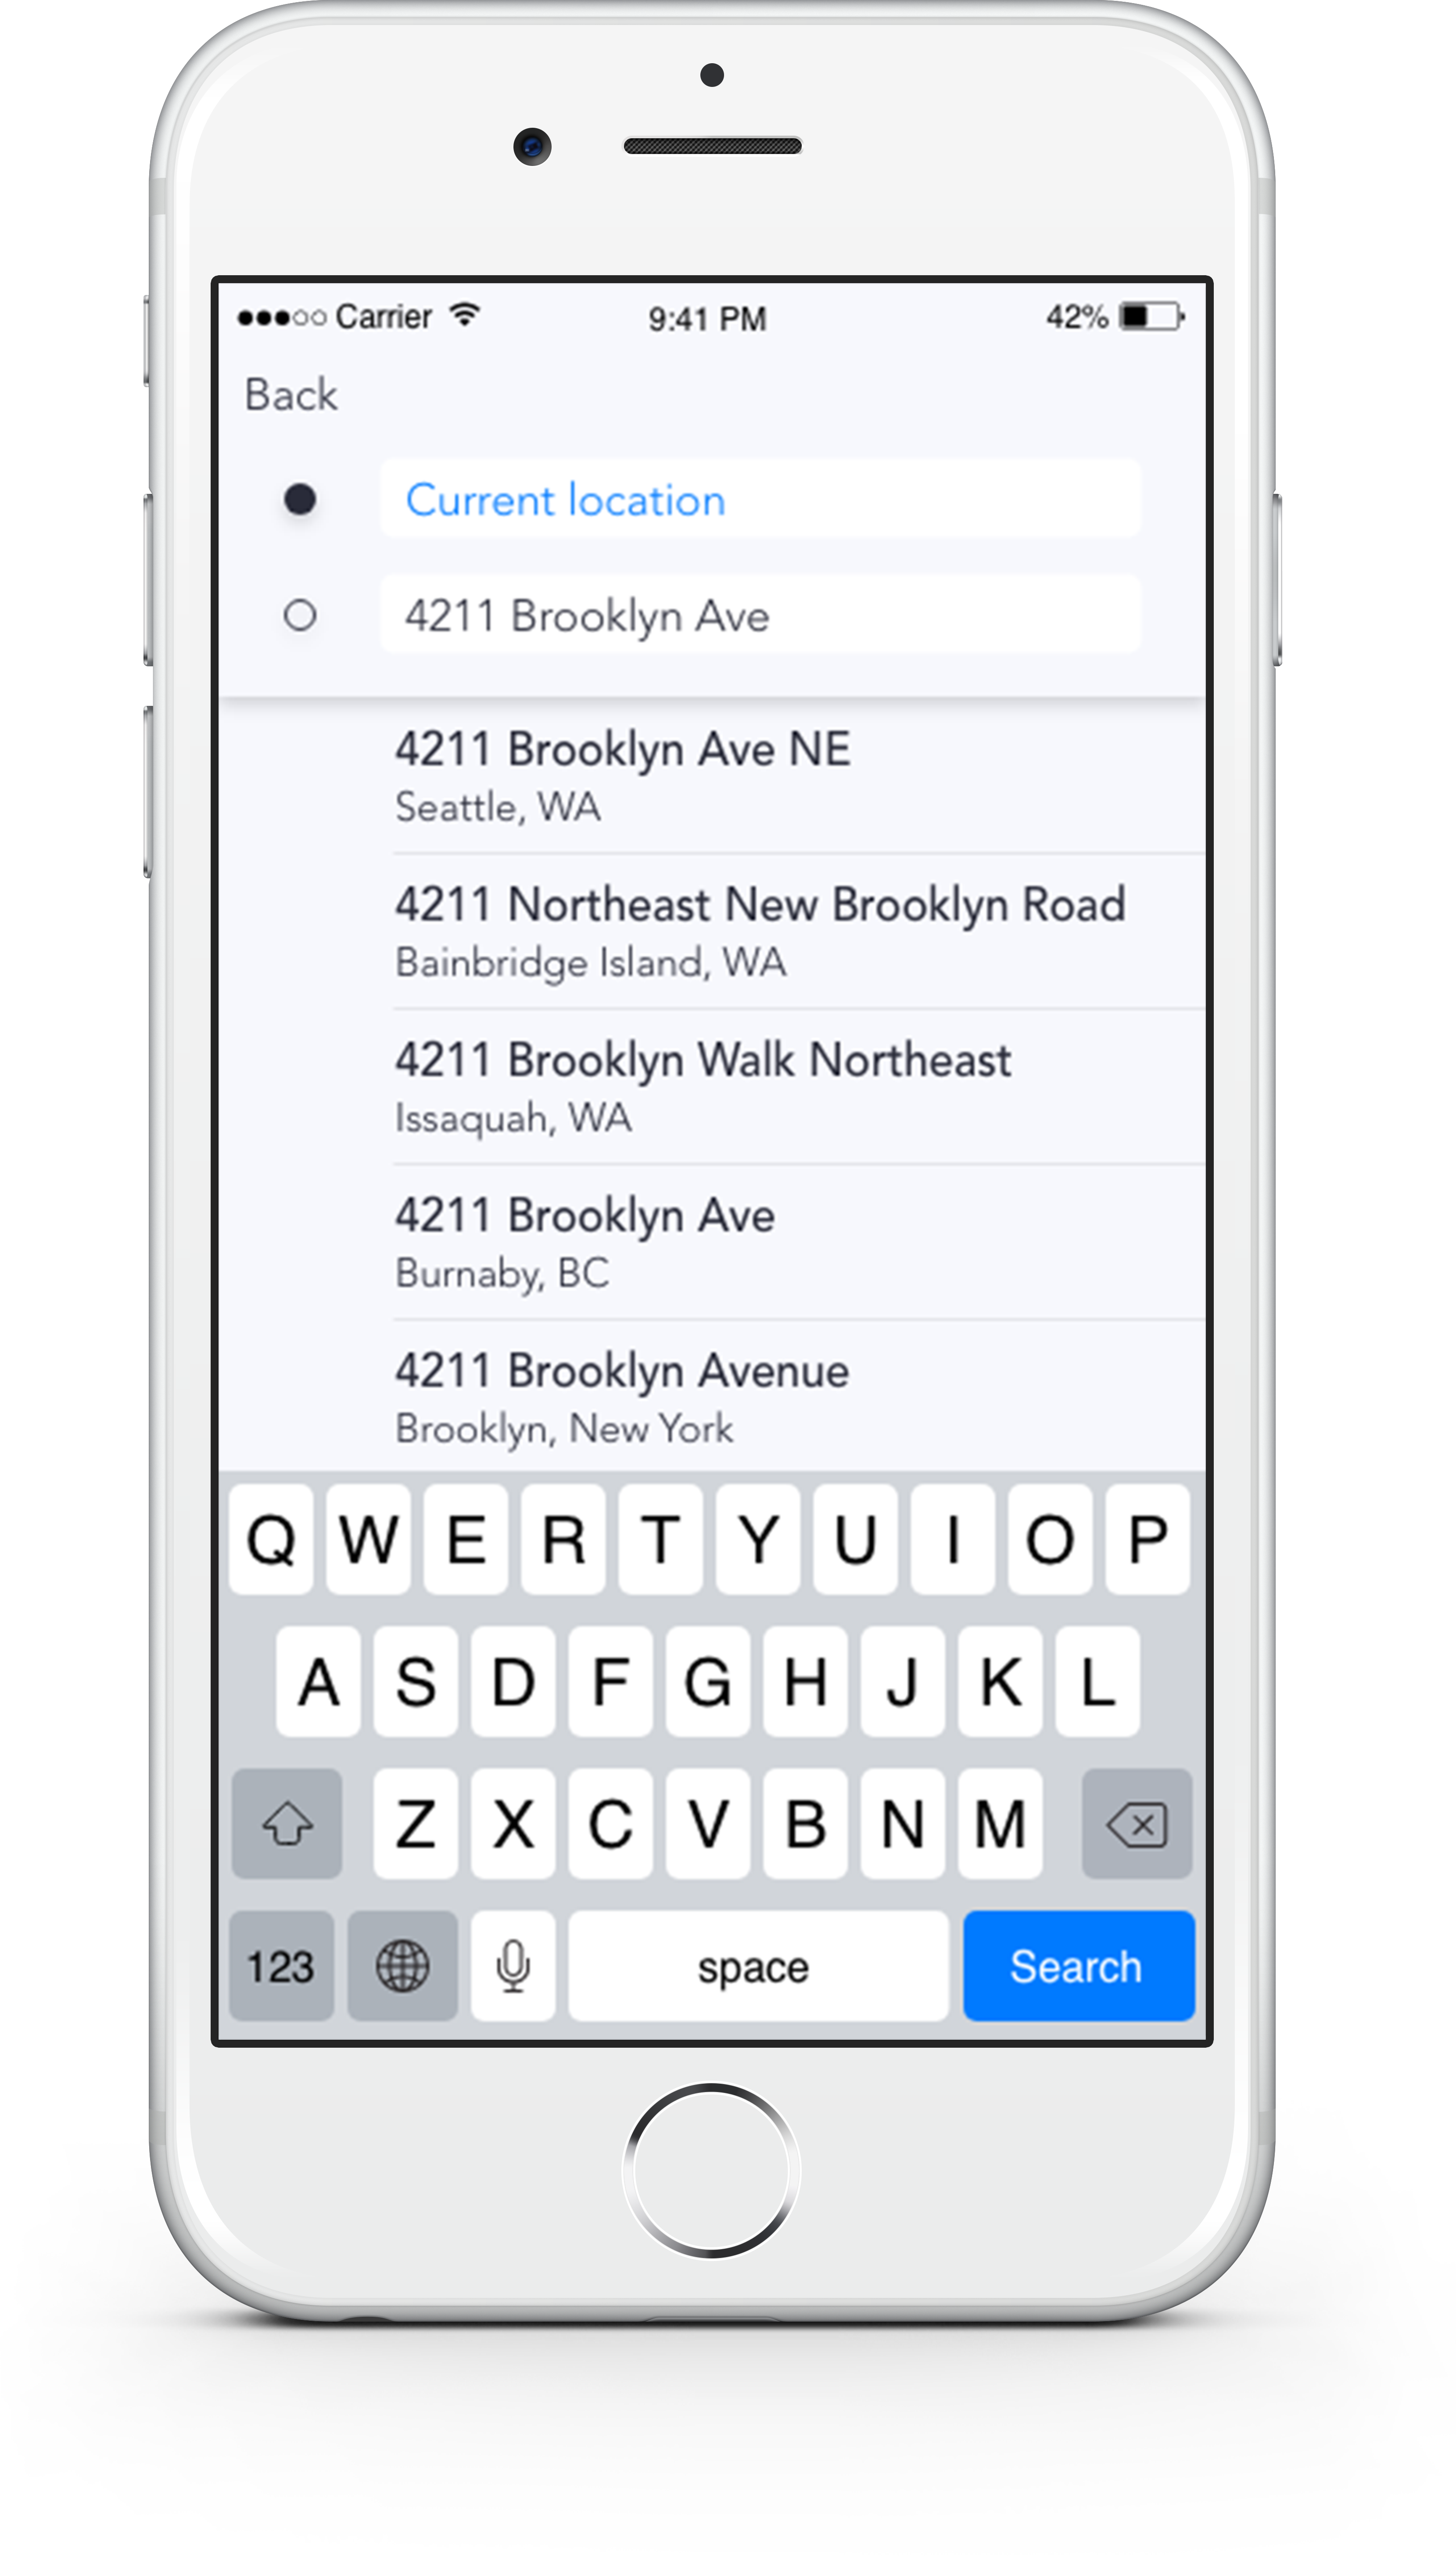 Carrier 9:41 PM 42%
Back
Current location
4211 Brooklyn Ave
4211 Brooklyn Ave NE
Seattle, WA
4211 Northeast New Brooklyn Road
Bainbridge Island, WA
4211 Brooklyn Walk Northeast
Issaquah, WA
4211 Brooklyn Ave
Burnaby, BC
4211 Brooklyn Avenue
Brooklyn, New York
Q W E R T Y U I O P
A S D F G H J K L
Z X C V B N M
123 space Search